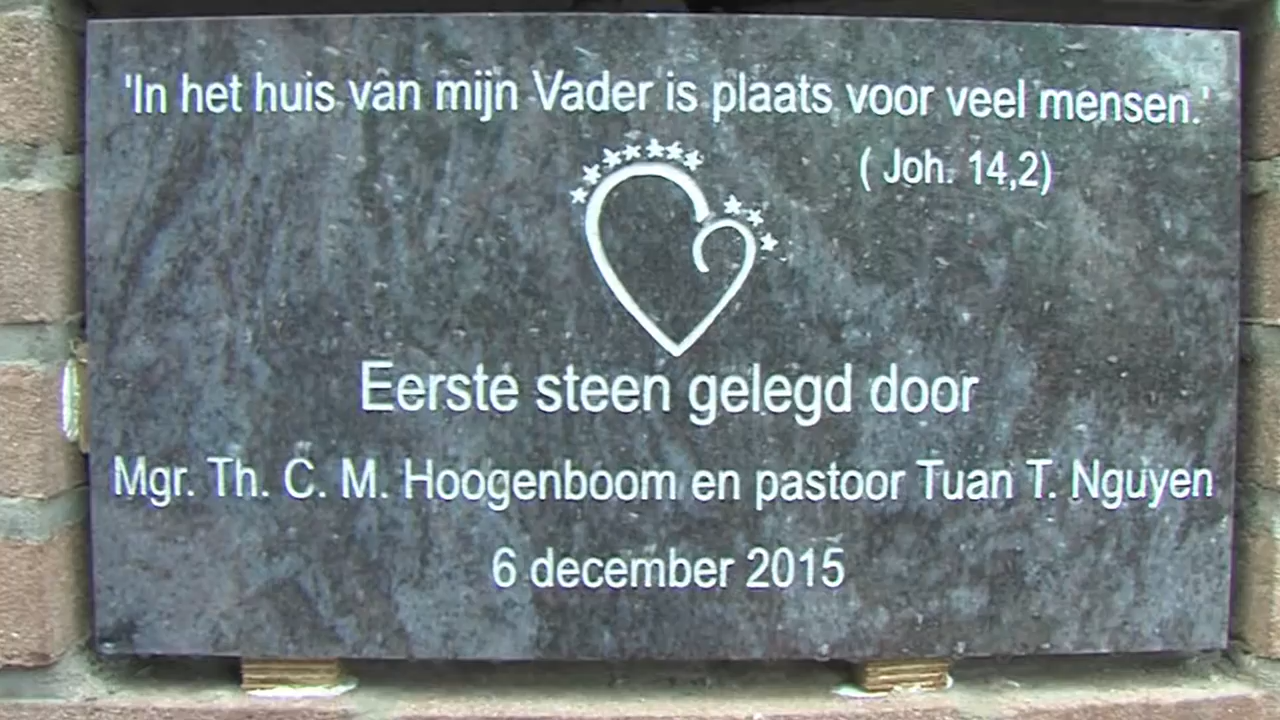 'In het huis van mijn Vader is plaats voor veel mensen.'
( Joh. 14,2)
Eerste steen gelegd door
Mgr. Th. C. M. Hoogenboom en pastoor Tuan T. Nguyen
6 december 2015